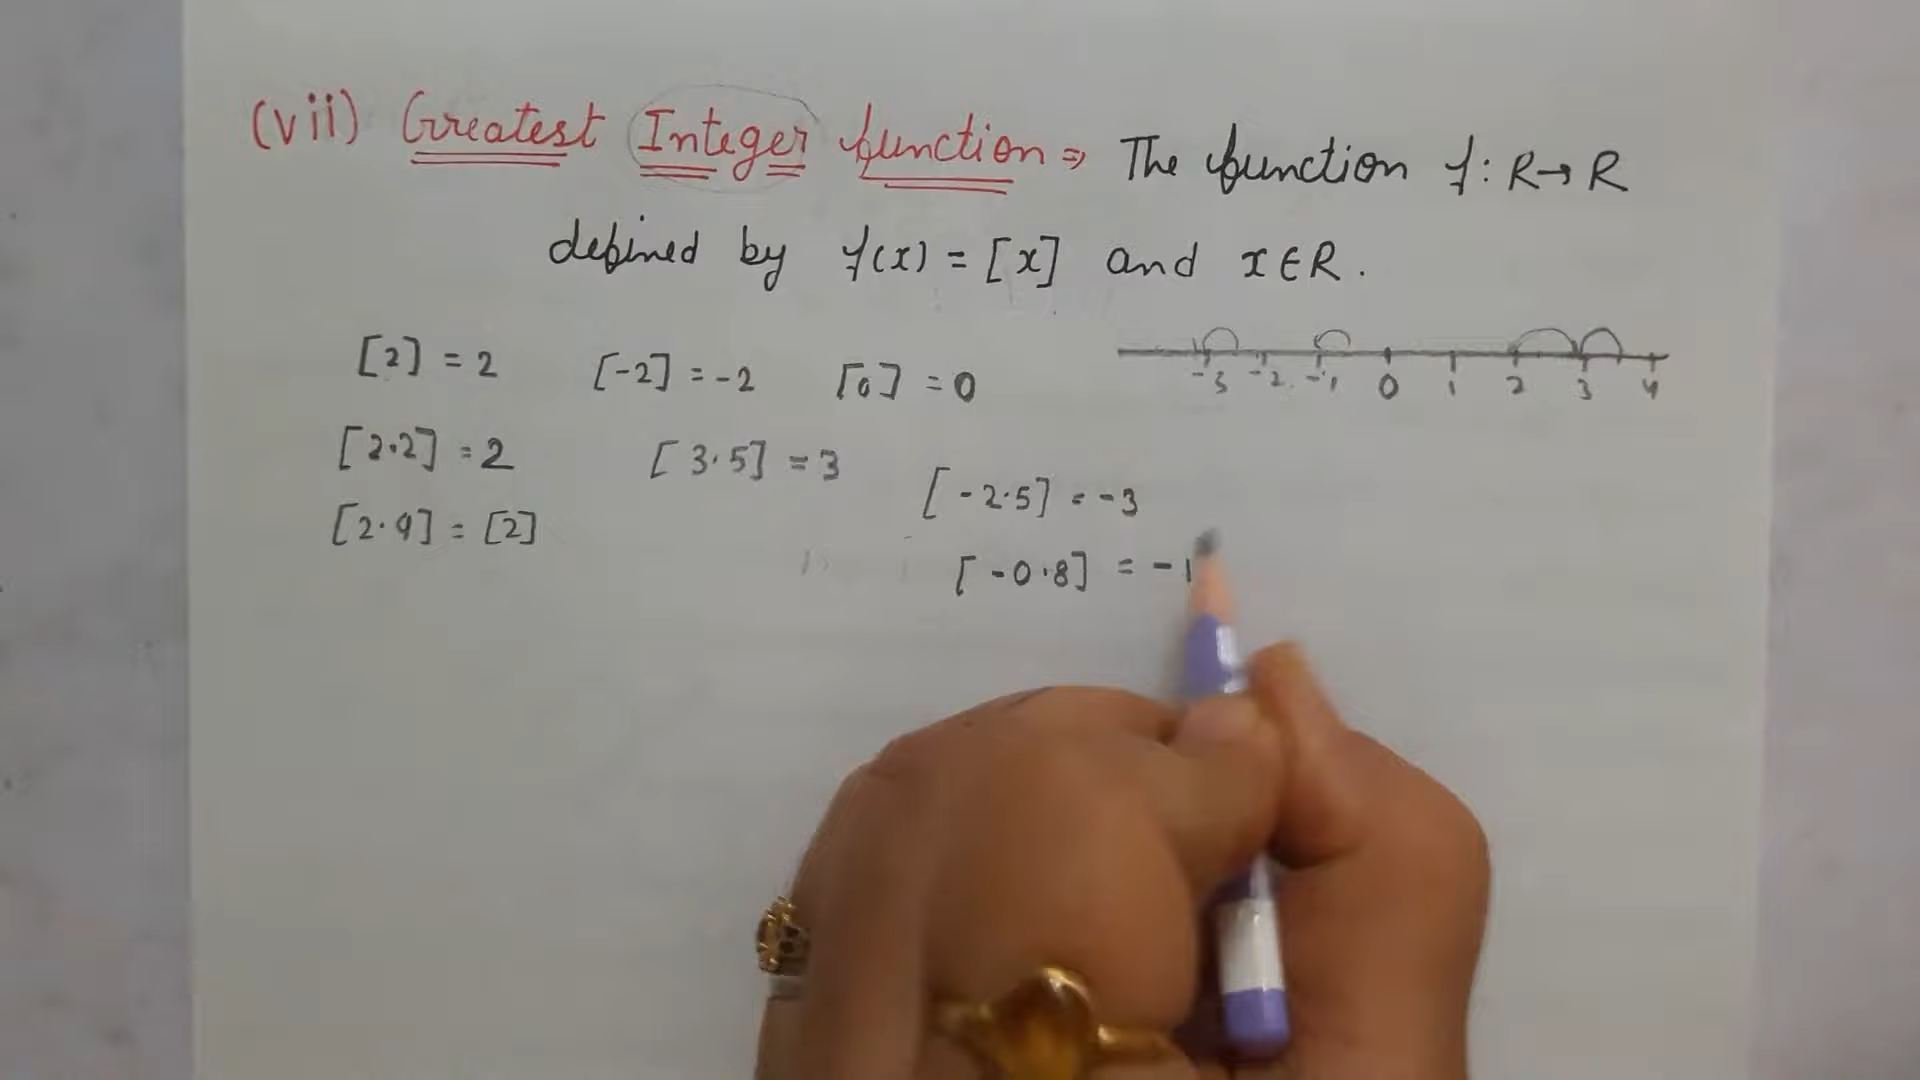 (vii) Greatest Integer function ⇒ The function f: R→R
defined by f(x) = [x] and x∈R.
[2] = 2 [-2] = -2 [0] = 0
-3 -2 -1 0 1 2 3 4
[2.2] = 2 [3.5] = 3
[-2.5] = -3
[2.9] = [2]
[-0.8] = -1